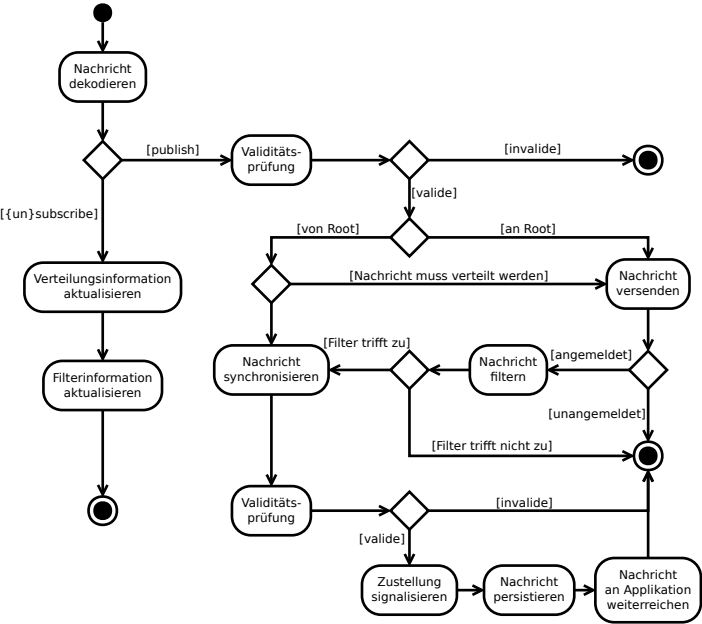 Nachricht
dekodieren
[publish]
Validitäts-
prüfung
[invalide]
[valide]
[{un}subscribe]
[von Root]
[an Root]
Verteilungsinformation
aktualisieren
[Nachricht muss verteilt werden]
Nachricht
versenden
[Filter trifft zu]
Filterinformation
aktualisieren
Nachricht
synchronisieren
Nachricht
filtern
[angemeldet]
[unangemeldet]
[Filter trifft nicht zu]
Validitäts-
prüfung
[invalide]
[valide]
Zustellung
signalisieren
Nachricht
persistieren
Nachricht
an Applikation
weiterreichen